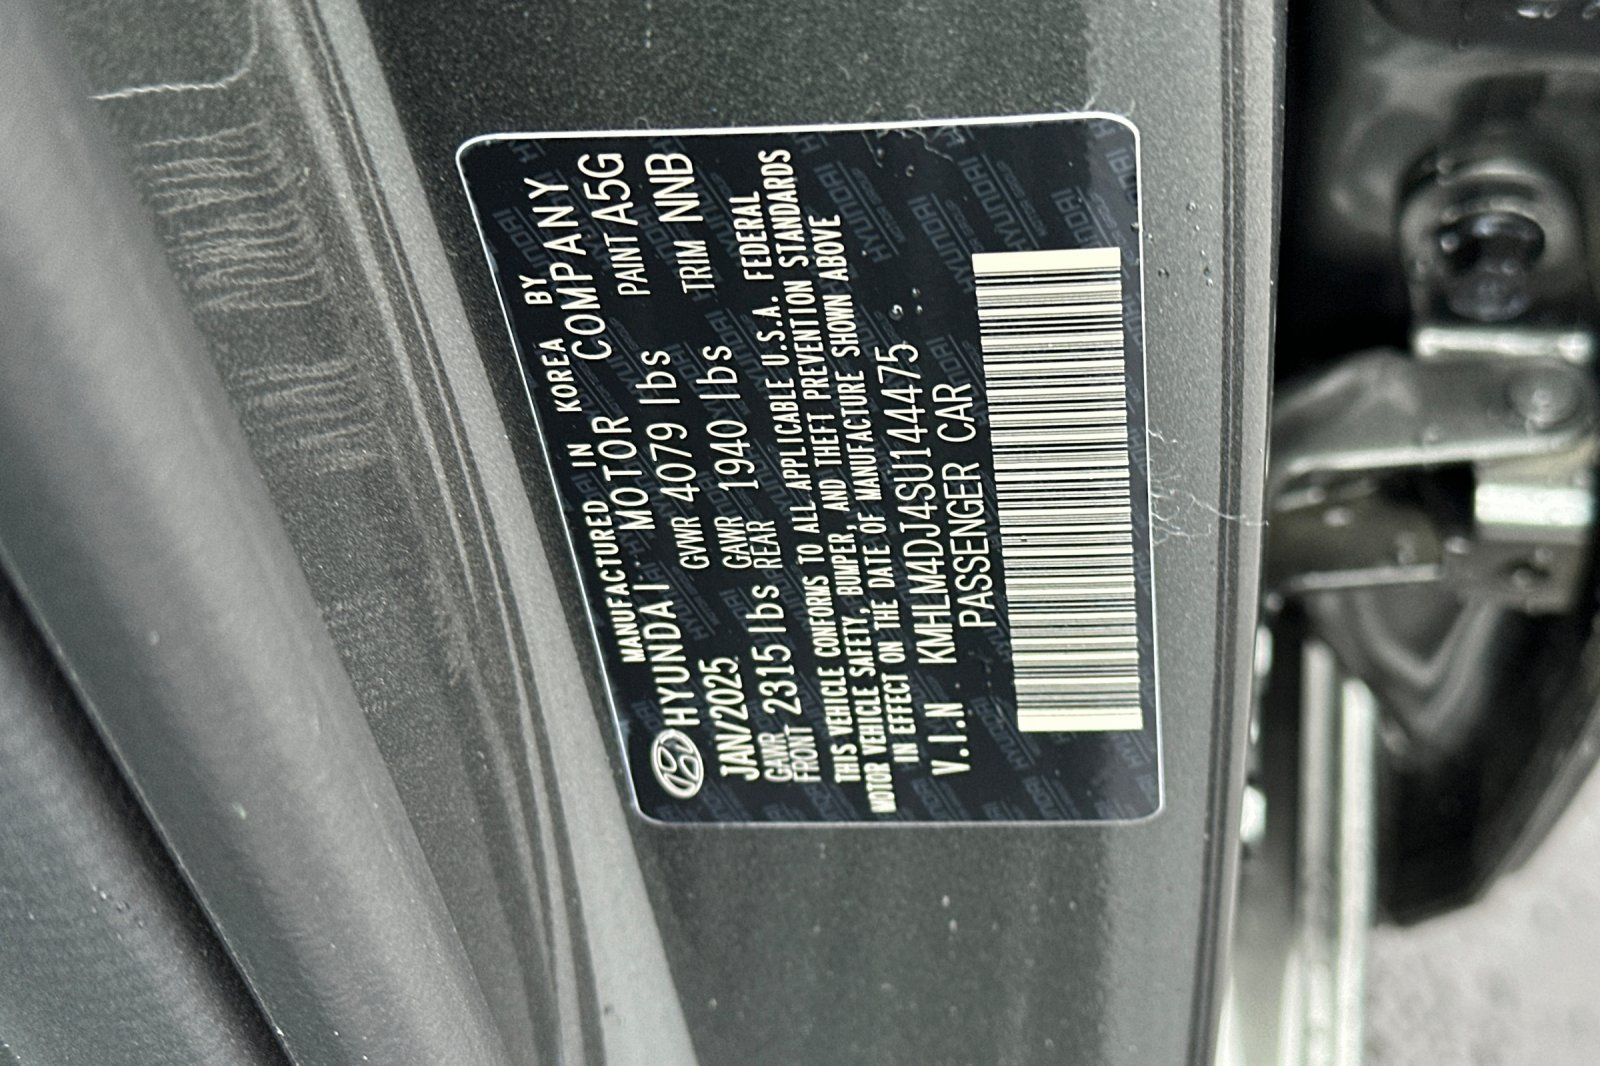 MANUFACTURED IN KOREA BY
HYUNDAI MOTOR COMPANY
JAN/2025 GVWR 4079 lbs PAINT A5G
GAWR FRONT 2315 lbs GAWR REAR 1940 lbs TRIM NNB
THIS VEHICLE CONFORMS TO ALL APPLICABLE U.S.A. FEDERAL
MOTOR VEHICLE SAFETY, BUMPER, AND THEFT PREVENTION STANDARDS
IN EFFECT ON THE DATE OF MANUFACTURE SHOWN ABOVE
V.I.N KMHLM4DJ4SU144475
PASSENGER CAR